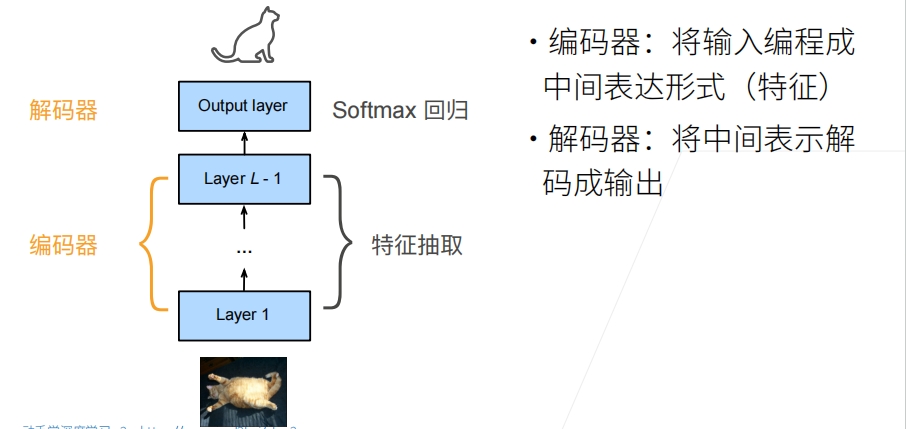 解码器
Output layer
Softmax 回归
Layer L - 1
编码器
...
特征抽取
Layer 1
• 编码器：将输入编程成
中间表达形式（特征）
• 解码器：将中间表示解
码成输出